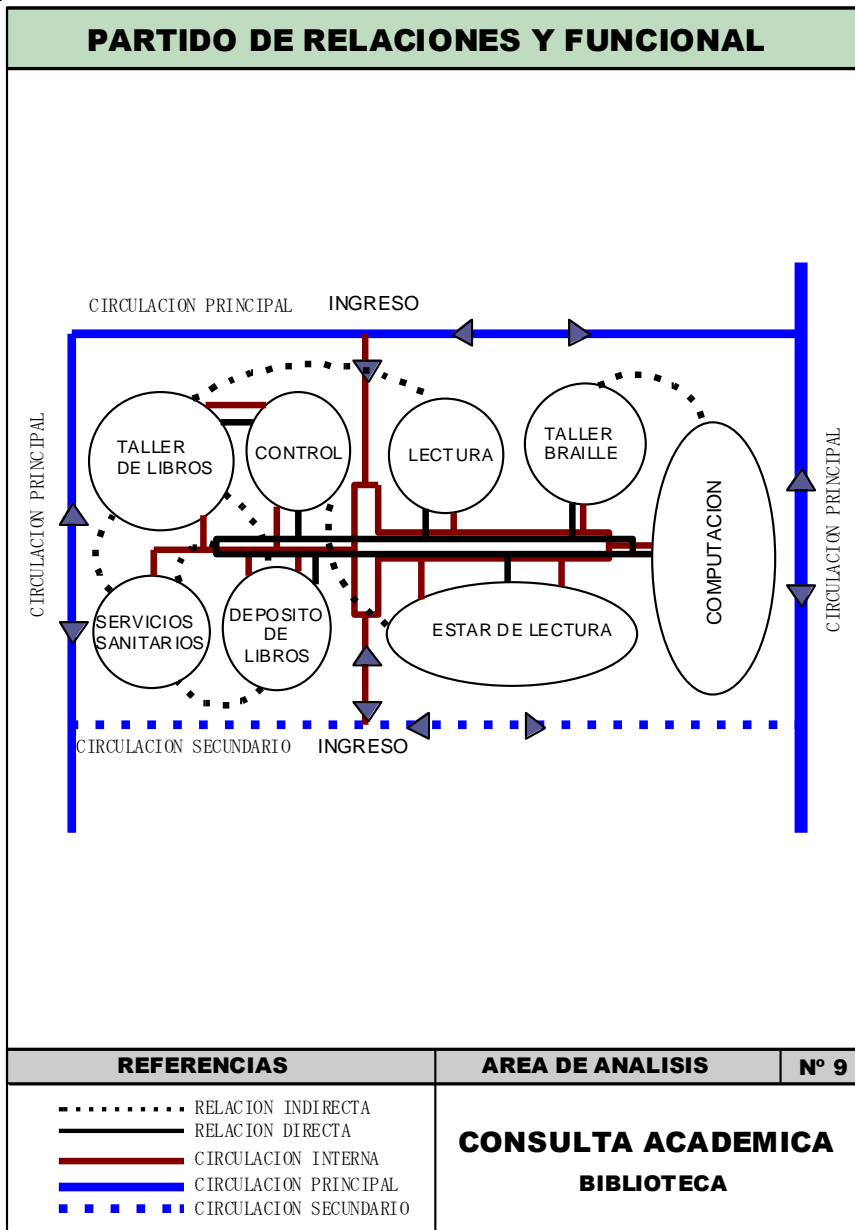 PARTIDO DE RELACIONES Y FUNCIONAL
CIRCULACION PRINCIPAL
INGRESO
CIRCULACION PRINCIPAL
TALLER
DE LIBROS
CONTROL
LECTURA
TALLER
BRAILLE
COMPUTACION
CIRCULACION PRINCIPAL
SERVICIOS
SANITARIOS
DEPOSITO
DE
LIBROS
ESTAR DE LECTURA
CIRCULACION SECUNDARIO
INGRESO
REFERENCIAS
AREA DE ANALISIS
Nº 9
RELACION INDIRECTA
RELACION DIRECTA
CIRCULACION INTERNA
CIRCULACION PRINCIPAL
CIRCULACION SECUNDARIO
CONSULTA ACADEMICA
BIBLIOTECA